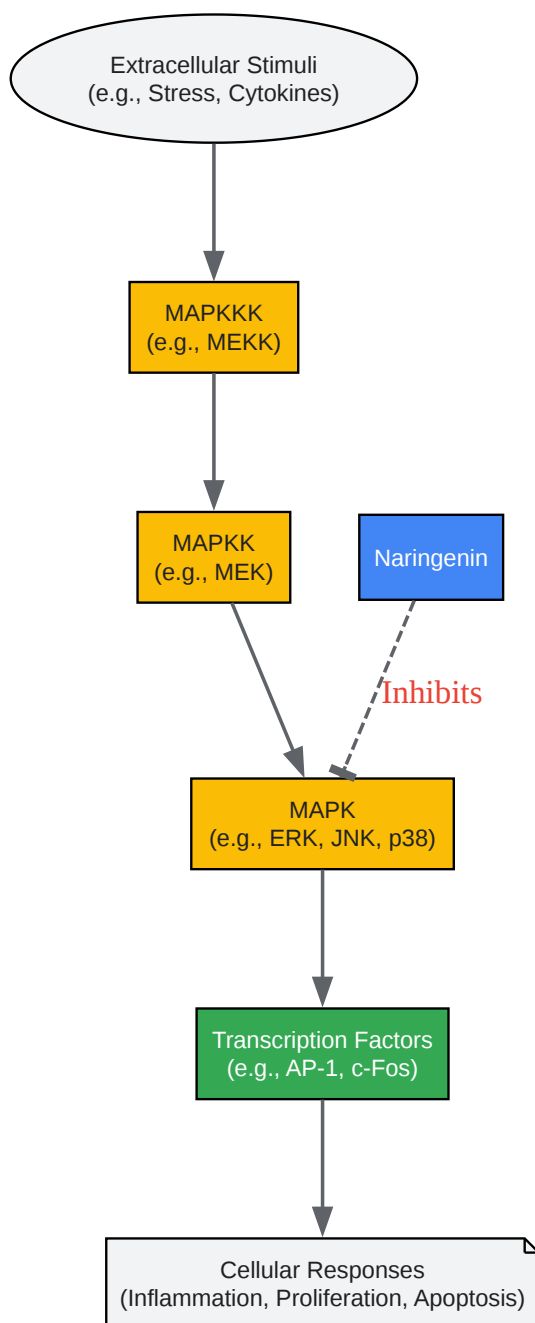 Extracellular Stimuli
(e.g., Stress, Cytokines)
MAPKKK
(e.g., MEKK)
MAPKK
(e.g., MEK)
Naringenin
Inhibits
MAPK
(e.g., ERK, JNK, p38)
Transcription Factors
(e.g., AP-1, c-Fos)
Cellular Responses
(Inflammation, Proliferation, Apoptosis)